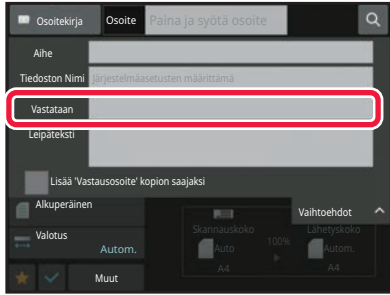 Osoitekirja Osoite Paina ja syötä osoite
Aihe
Tiedoston Nimi Järjestelmäasetusten määrittämä
Vastataan
Leipäteksti
Lisää 'Vastausosoite' kopion saajaksi
Alkuperäinen
Vaihtoehdot
Skannauskoko Lähetyskoko
Valotus
Autom. Auto 100% Autom.
A4 A4
Muut